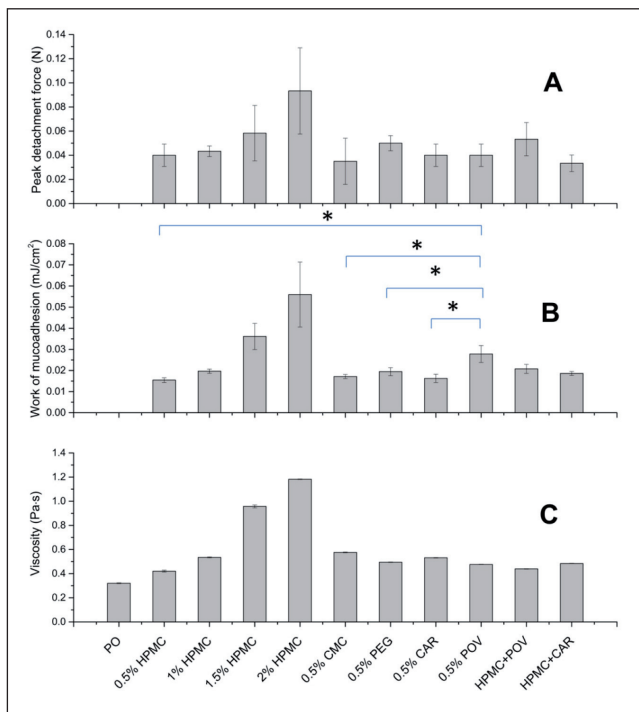 A
Peak detachment force (N)
0.14
0.12
0.10
0.08
0.06
0.04
0.02
0.00
*
*
*
*
B
Work of mucoadhesion (mJ/cm²)
0.08
0.07
0.06
0.05
0.04
0.03
0.02
0.01
0.00
C
Viscosity (Pa·s)
1.4
1.2
1.0
0.8
0.6
0.4
0.2
0.0
PO
0.5% HPMC
1% HPMC
1.5% HPMC
2% HPMC
0.5% CMC
0.5% PEG
0.5% CAR
0.5% POV
HPMC+POV
HPMC+CAR